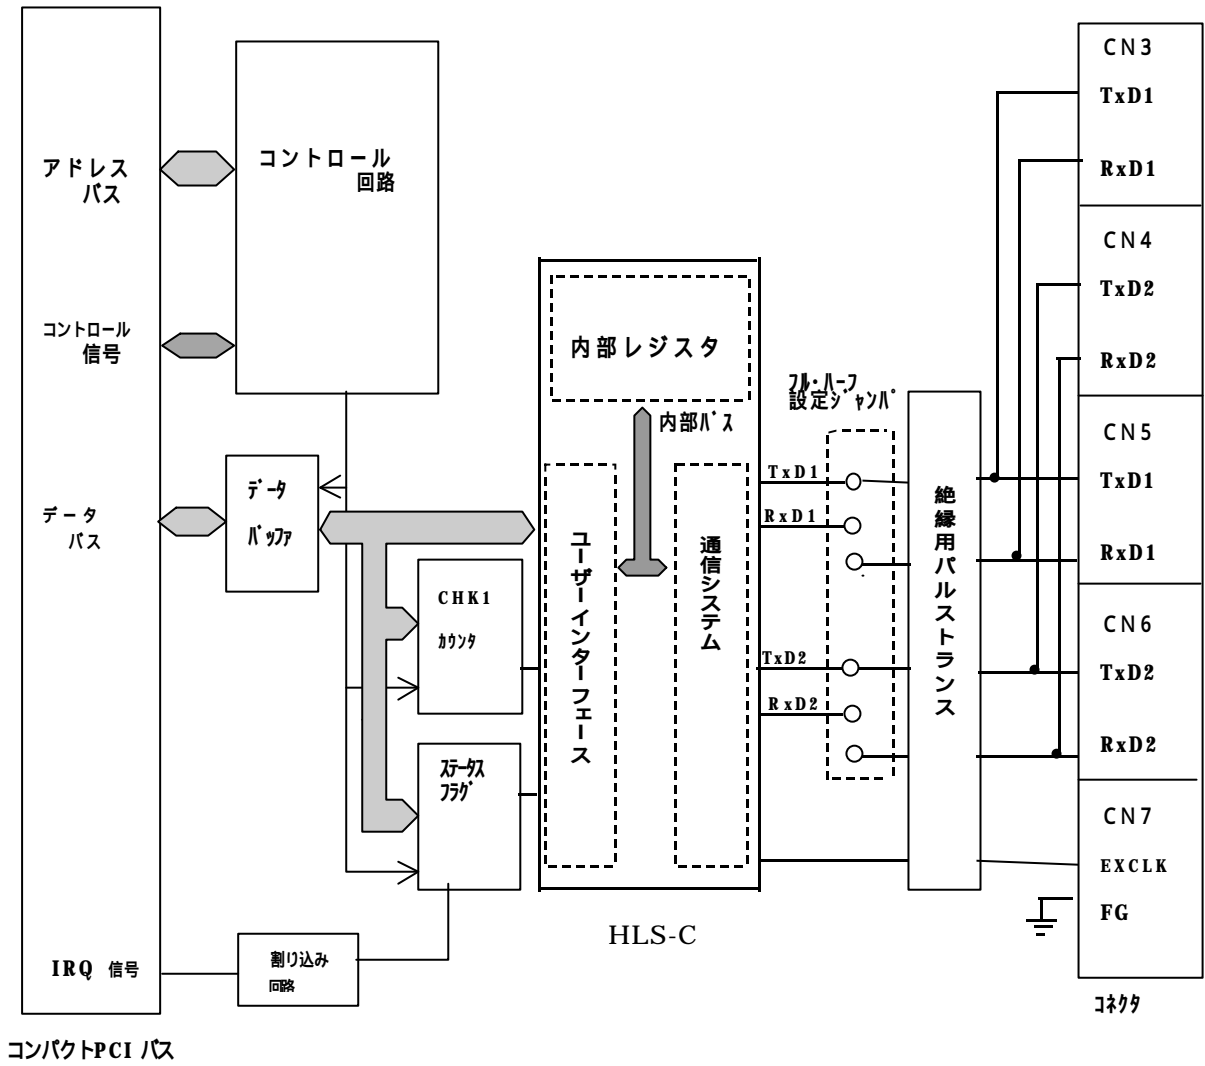 アドレス
バス
コントロール
信号
データ
バス
IRQ 信号
コンパクトPCI バス
コントロール
回路
データ
バッファ
CHK1
カウンタ
ステータス
フラグ
割り込み
回路
内部レジスタ
内部バス
ユーザーインターフェース
通信システム
HLS-C
フル・ハーフ
設定ジャンパ
TxD1
RxD1
TxD2
RxD2
絶縁用パルストランス
CN3
TxD1
RxD1
CN4
TxD2
RxD2
CN5
TxD1
RxD1
CN6
TxD2
RxD2
CN7
EXCLK
FG
コネクタ